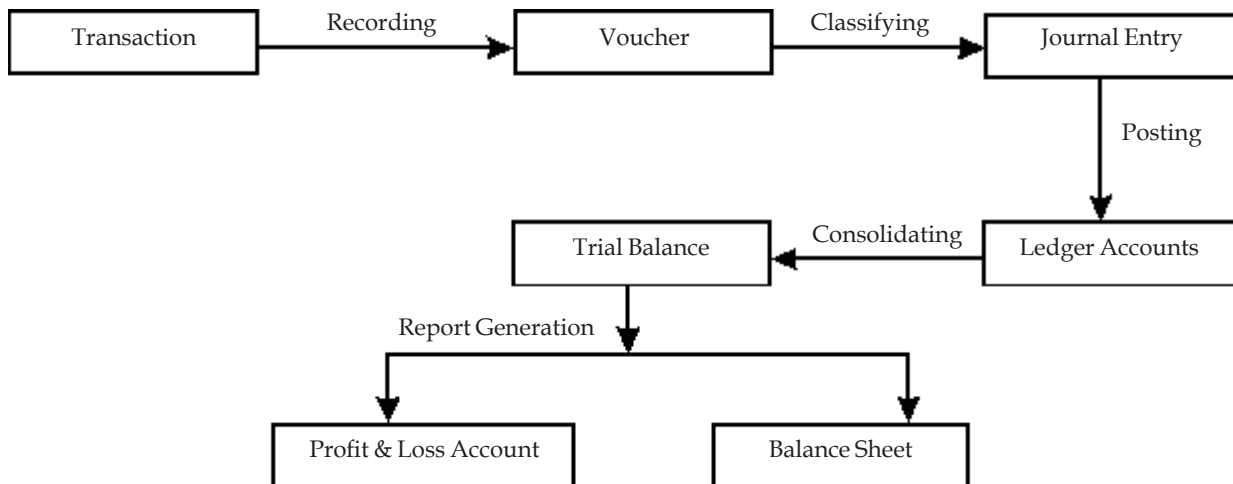 Transaction
Recording
Voucher
Classifying
Journal Entry
Posting
Ledger Accounts
Consolidating
Trial Balance
Report Generation
Profit & Loss Account
Balance Sheet